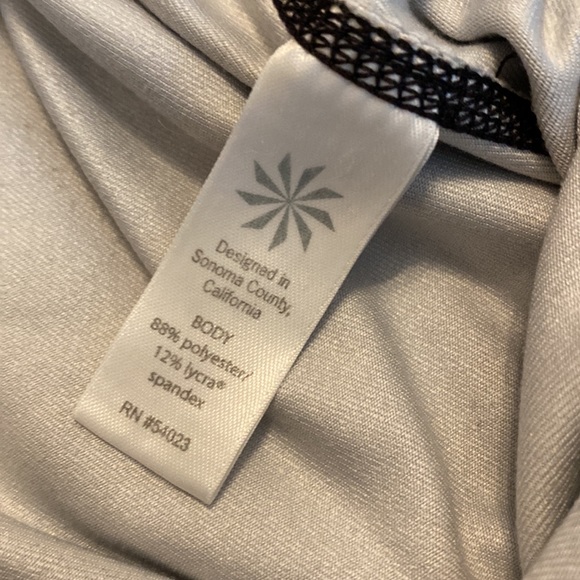 Designed in
Sonoma County,
California
BODY
88% polyester/
12% lycra®
spandex
RN #54023